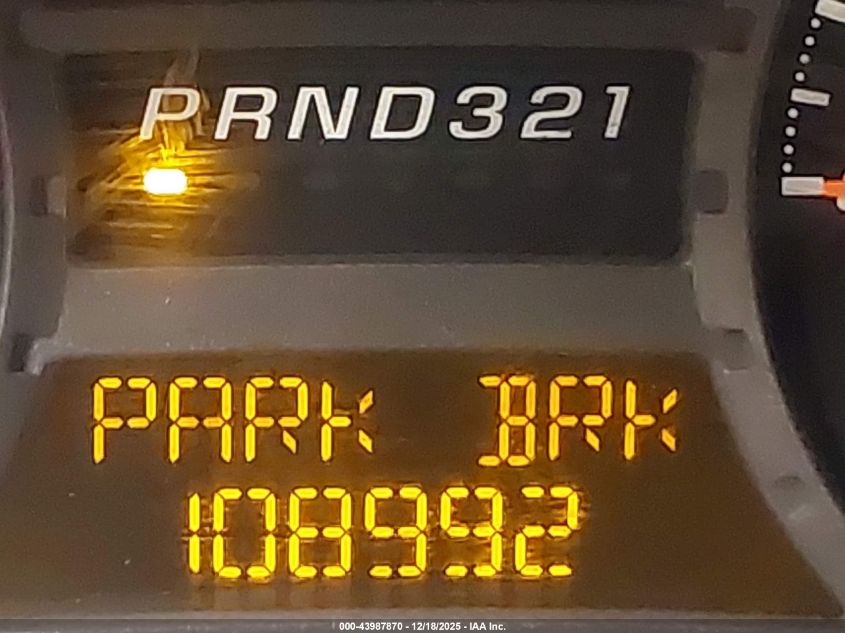 PRND321
PARK BRK
108992
000-43987870 - 12/18/2025 - IAA Inc.